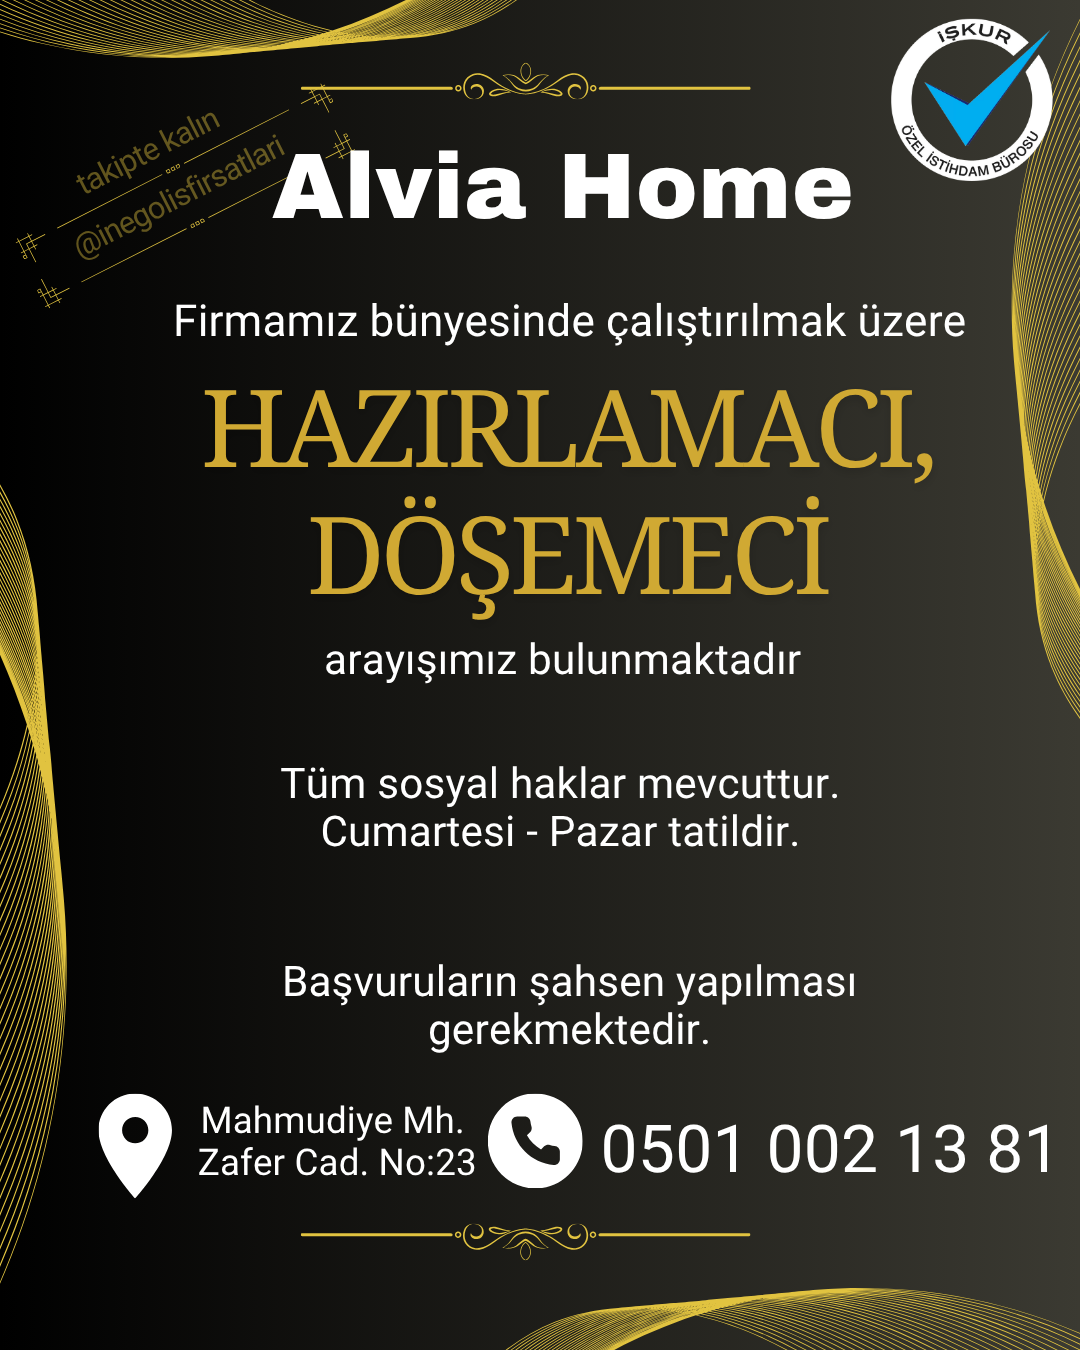 İŞKUR
ÖZEL İSTİHDAM BÜROSU
takipte kalın
@inegolisfirsatlari
Alvia Home
Firmamız bünyesinde çalıştırılmak üzere
HAZIRLAMACI,
DÖŞEMECİ
arayışımız bulunmaktadır
Tüm sosyal haklar mevcuttur.
Cumartesi - Pazar tatildir.
Başvuruların şahsen yapılması
gerekmektedir.
Mahmudiye Mh.
Zafer Cad. No:23
0501 002 13 81